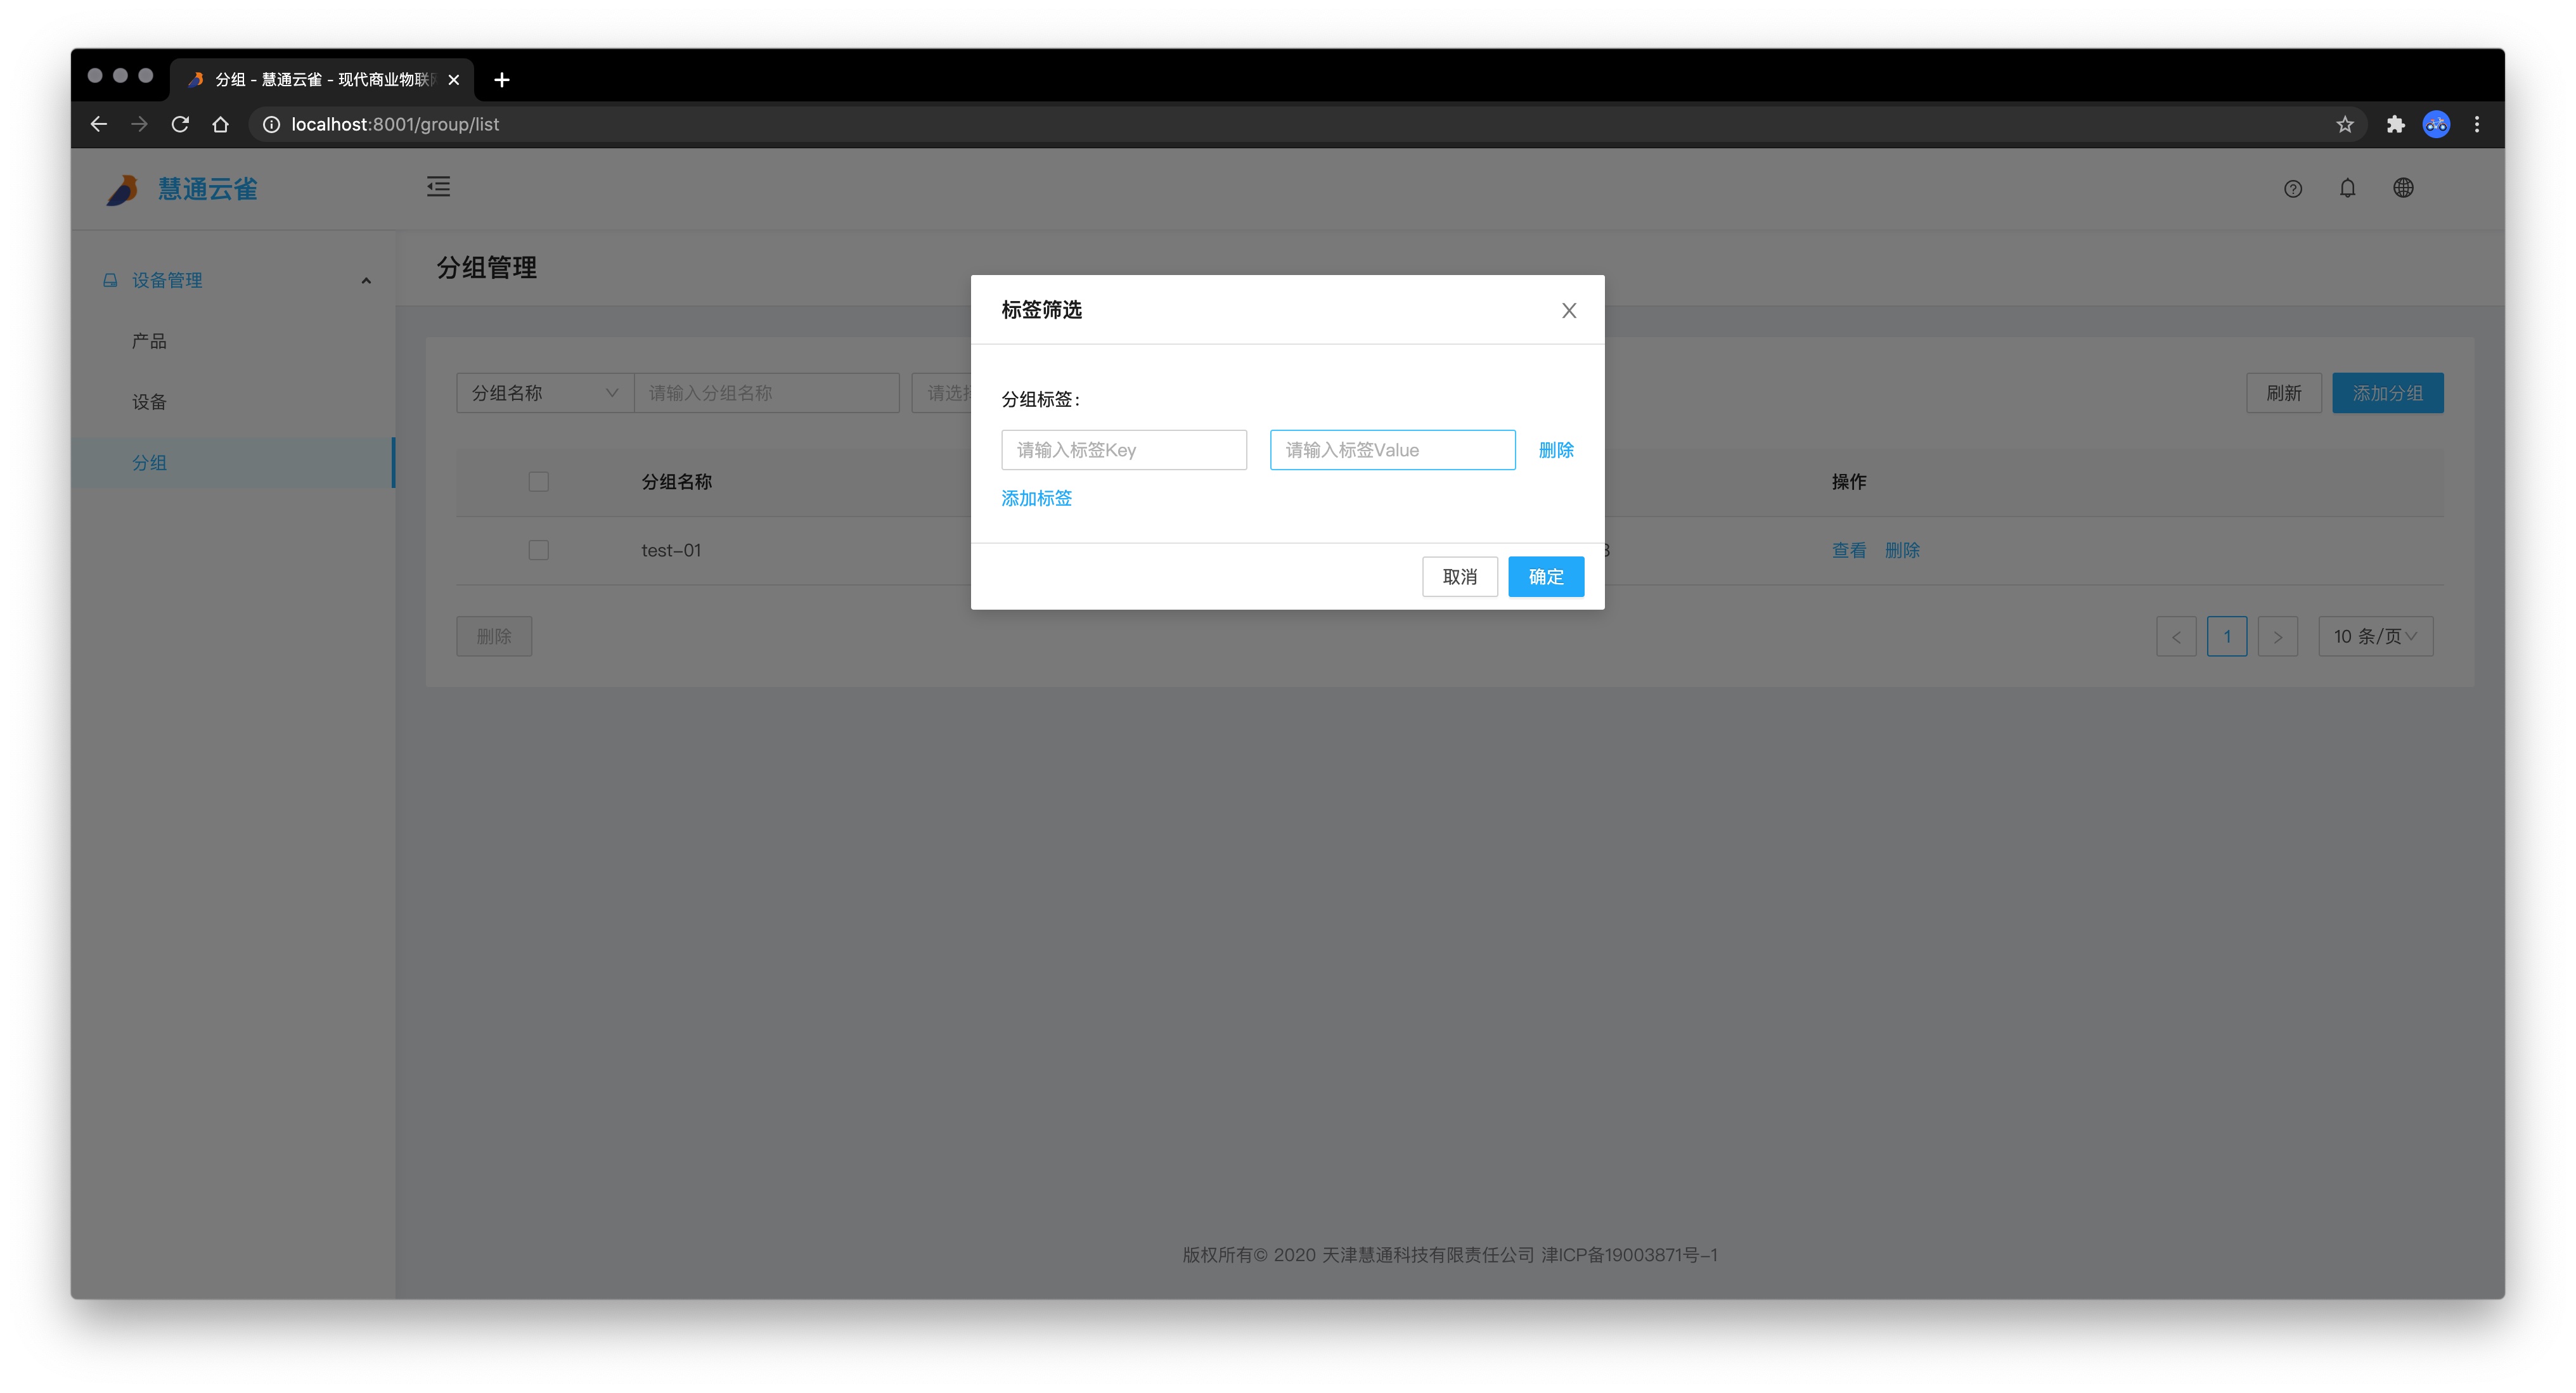 分组 - 慧通云雀 - 现代商业物联
localhost:8001/group/list
慧通云雀
设备管理
产品
设备
分组
分组管理
分组名称
请输入分组名称
请选
刷新
添加分组
分组名称
操作
test-01
查看 删除
删除
1
10 条/页
标签筛选
分组标签:
请输入标签Key
请输入标签Value
删除
添加标签
取消
确定
版权所有© 2020 天津慧通科技有限责任公司 津ICP备19003871号-1